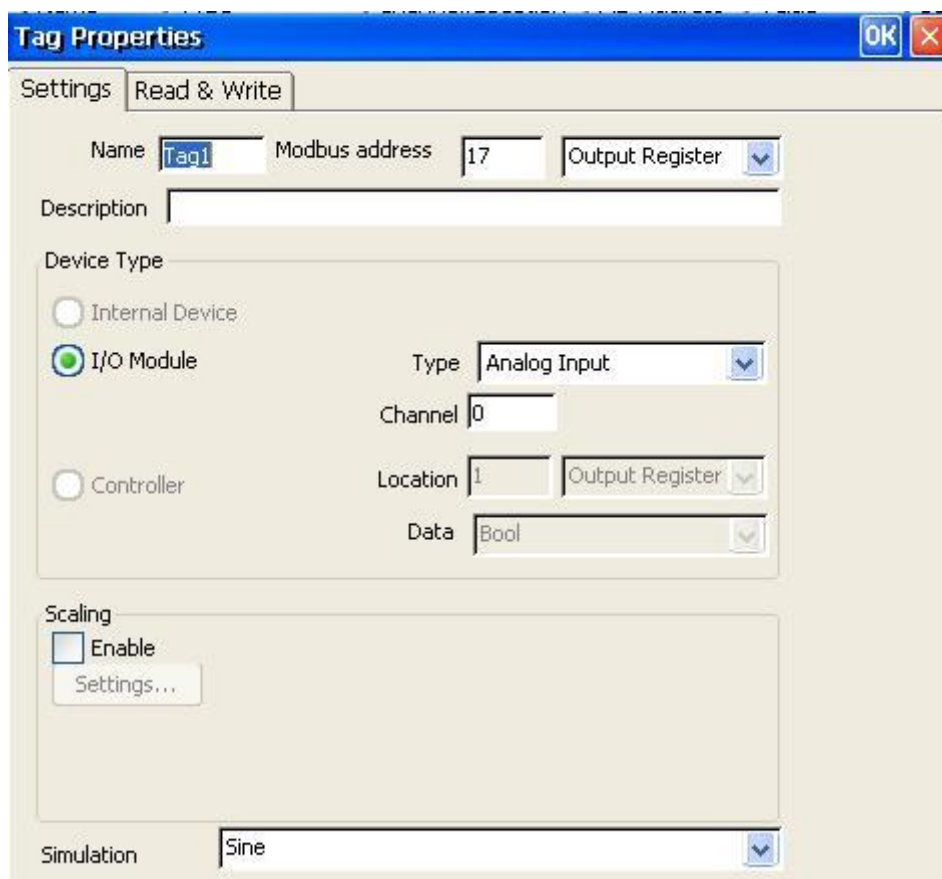 Tag Properties OK
Settings Read & Write
Name Tag1 Modbus address 17 Output Register
Description
Device Type
Internal Device
I/O Module Type Analog Input
Channel 0
Controller Location 1 Output Register
Data Bool
Scaling
Enable
Settings...
Simulation Sine